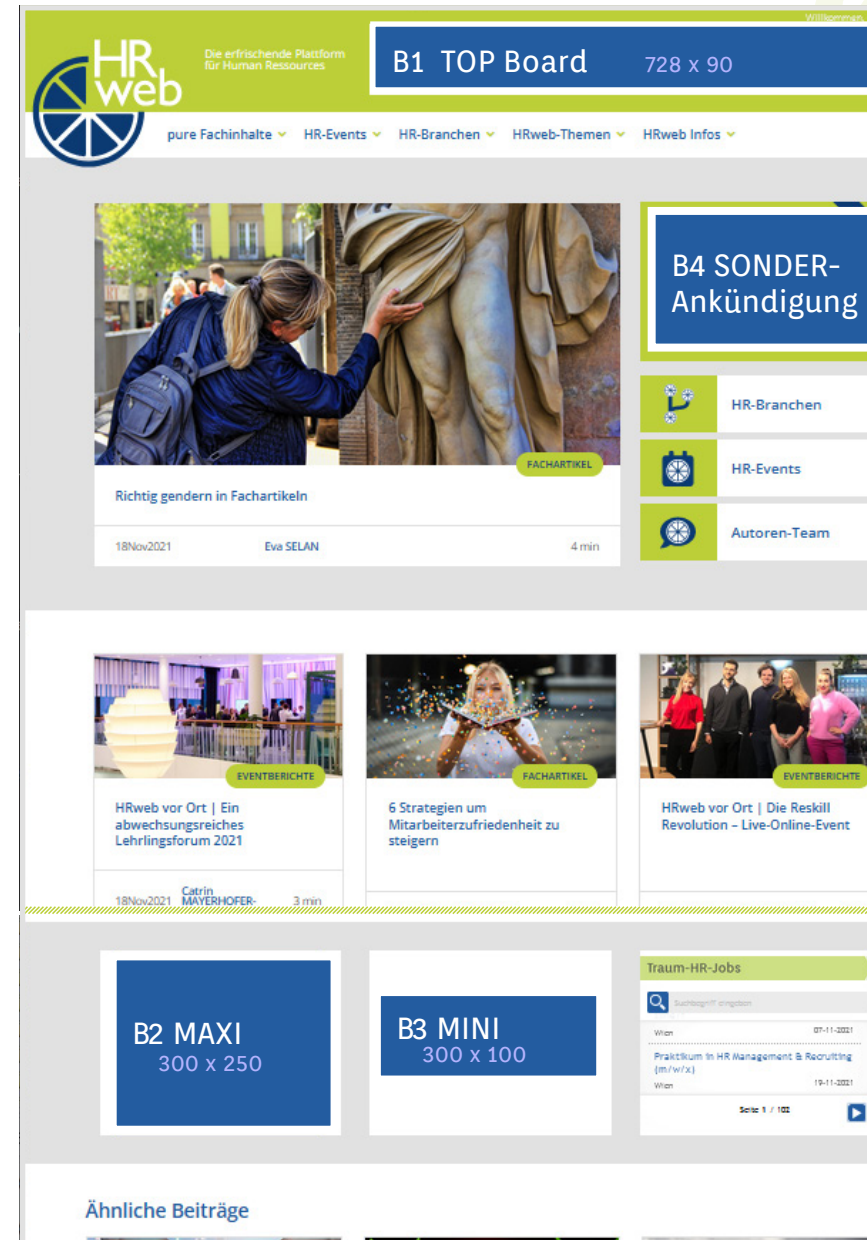 Willkommen,
HR
web
Die erfrischende Plattform
für Human Ressources
B1 TOP Board 728 x 90
pure Fachinhalte HR-Events HR-Branchen HRweb-Themen HRweb Infos
B4 SONDER-
Ankündigung
HR-Branchen
HR-Events
Autoren-Team
FACHARTIKEL
Richtig gendern in Fachartikeln
18Nov2021 Eva SELAN 4 min
EVENTBERICHTE
HRweb vor Ort | Ein
abwechsungsreiches
Lehrlingsforum 2021
18Nov2021 Catrin
MAYERHOFER- 3 min
FACHARTIKEL
6 Strategien um
Mitarbeiterzufriedenheit zu
steigern
EVENTBERICHTE
HRweb vor Ort | Die Reskill
Revolution – Live-Online-Event
B2 MAXI
300 x 250
B3 MINI
300 x 100
Traum-HR-Jobs
Suchbegriff eingeben
Wien 07-11-2021
Praktikum in HR Management & Recruiting
(m/w/x)
Wien 19-11-2021
Seite 1 / 102
Ähnliche Beiträge